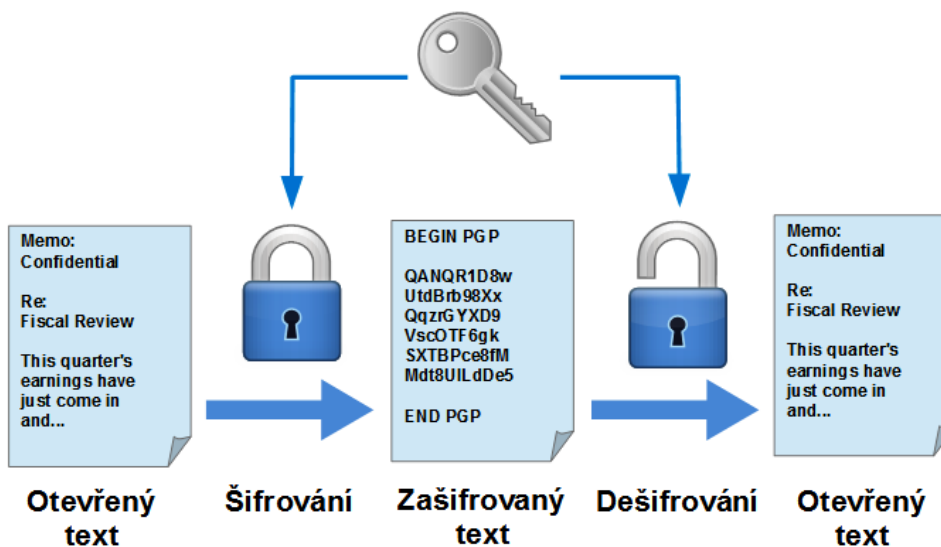 Memo:
Confidential
Re:
Fiscal Review
This quarter's
earnings have
just come in
and...
BEGIN PGP
QANQR1D8w
UtdBrb98Xx
QqzrGYXD9
VscOTF6gk
SXTBPce8fM
Mdt8UILdDe5
END PGP
Memo:
Confidential
Re:
Fiscal Review
This quarter's
earnings have
just come in
and...
Otevřený
text
Šifrování
Zašifrovaný
text
Dešifrování
Otevřený
text